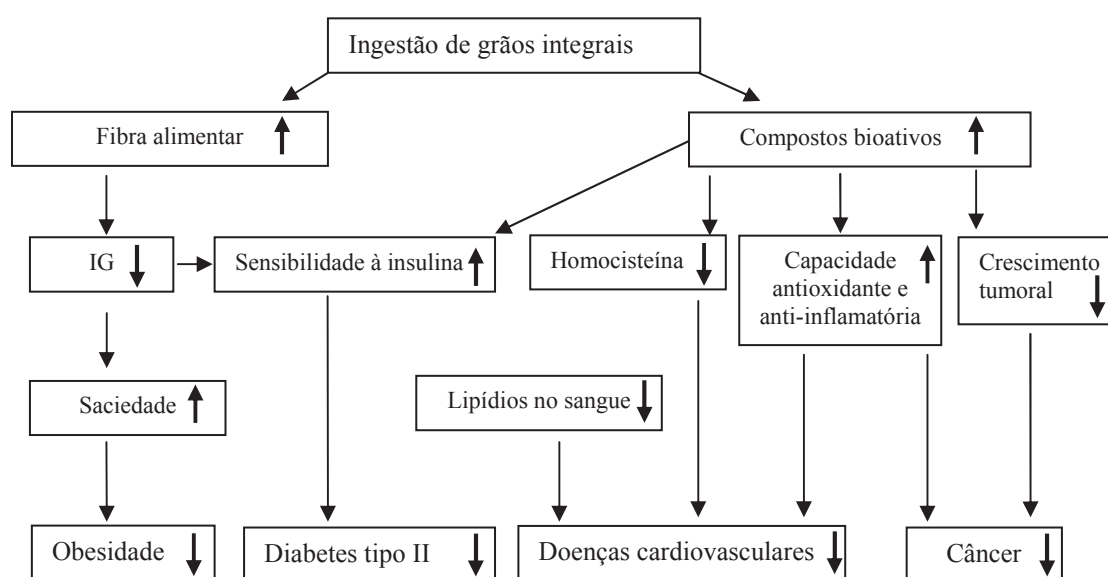 Ingestão de grãos integrais
Fibra alimentar
Compostos bioativos
IG
Sensibilidade à insulina
Homocisteína
Capacidade
antioxidante e
anti-inflamatória
Crescimento
tumoral
Saciedade
Lipídios no sangue
Obesidade
Diabetes tipo II
Doenças cardiovasculares
Câncer